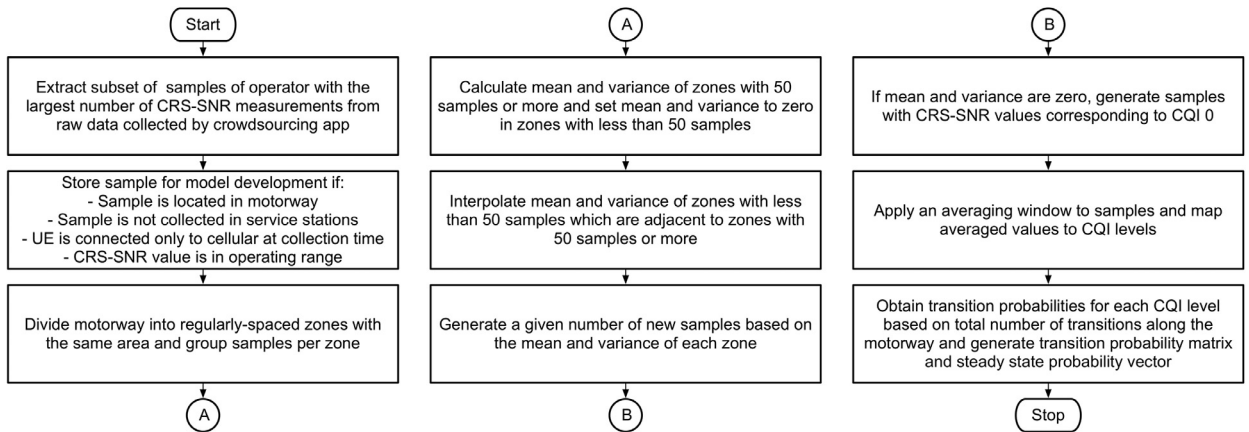 Start
Extract subset of samples of operator with the
largest number of CRS-SNR measurements from
raw data collected by crowdsourcing app
Store sample for model development if:
- Sample is located in motorway
- Sample is not collected in service stations
- UE is connected only to cellular at collection time
- CRS-SNR value is in operating range
Divide motorway into regularly-spaced zones with
the same area and group samples per zone
A
A
Calculate mean and variance of zones with 50
samples or more and set mean and variance to zero
in zones with less than 50 samples
Interpolate mean and variance of zones with less
than 50 samples which are adjacent to zones with
50 samples or more
Generate a given number of new samples based on
the mean and variance of each zone
B
B
If mean and variance are zero, generate samples
with CRS-SNR values corresponding to CQI 0
Apply an averaging window to samples and map
averaged values to CQI levels
Obtain transition probabilities for each CQI level
based on total number of transitions along the
motorway and generate transition probability matrix
and steady state probability vector
Stop